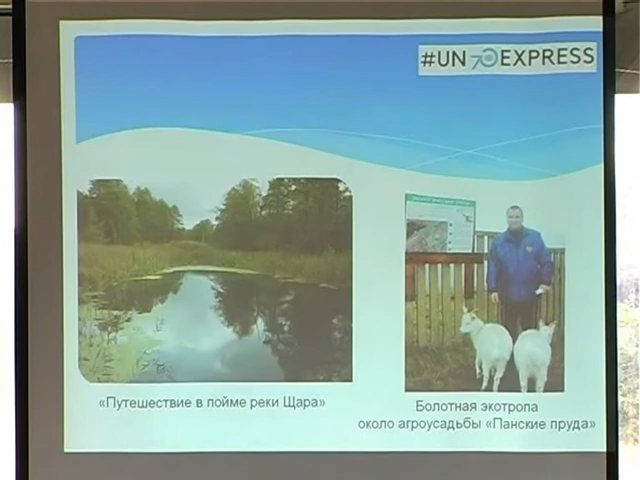 #UN70EXPRESS
«Путешествие в пойме реки Щара»
Болотная экотропа
около агроусадьбы «Панские пруда»